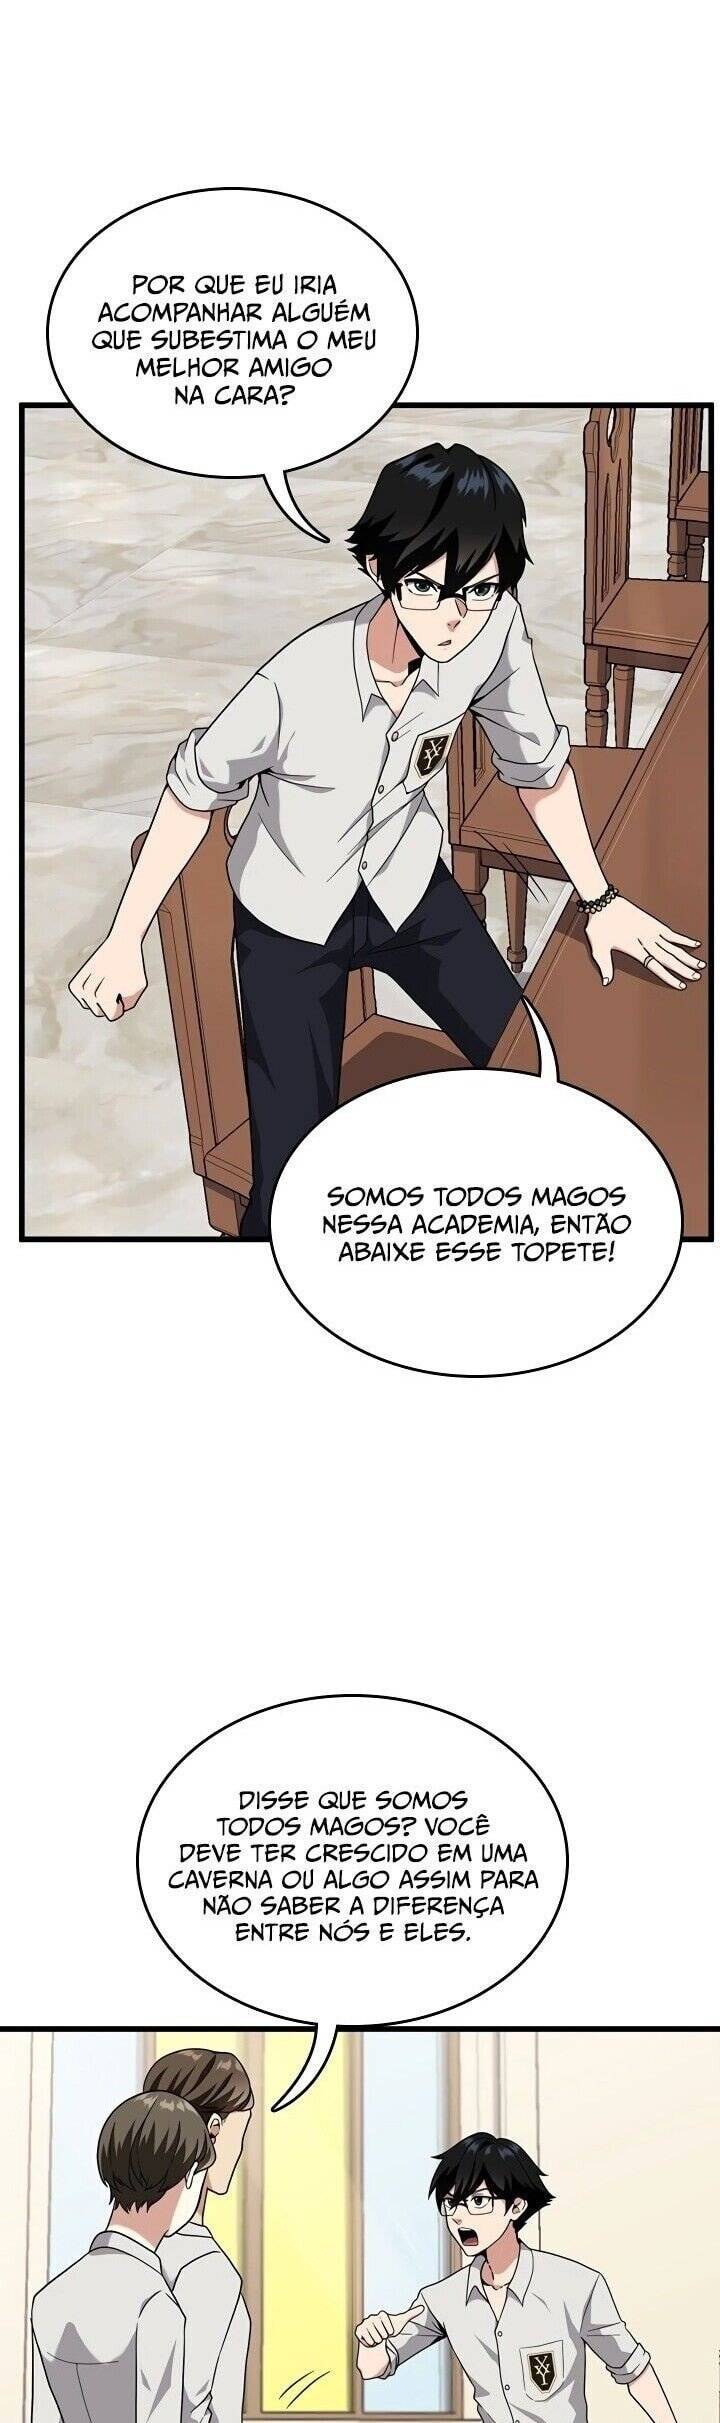 POR QUE EU IRIA
ACOMPANHAR ALGUÉM
QUE SUBESTIMA O MEU
MELHOR AMIGO
NA CARA?
SOMOS TODOS MAGOS
NESSA ACADEMIA, ENTÃO
ABAIXE ESSE TOPETE!
DISSE QUE SOMOS
TODOS MAGOS? VOCÊ
DEVE TER CRESCIDO EM UMA
CAVERNA OU ALGO ASSIM PARA
NÃO SABER A DIFERENÇA
ENTRE NÓS E ELES.